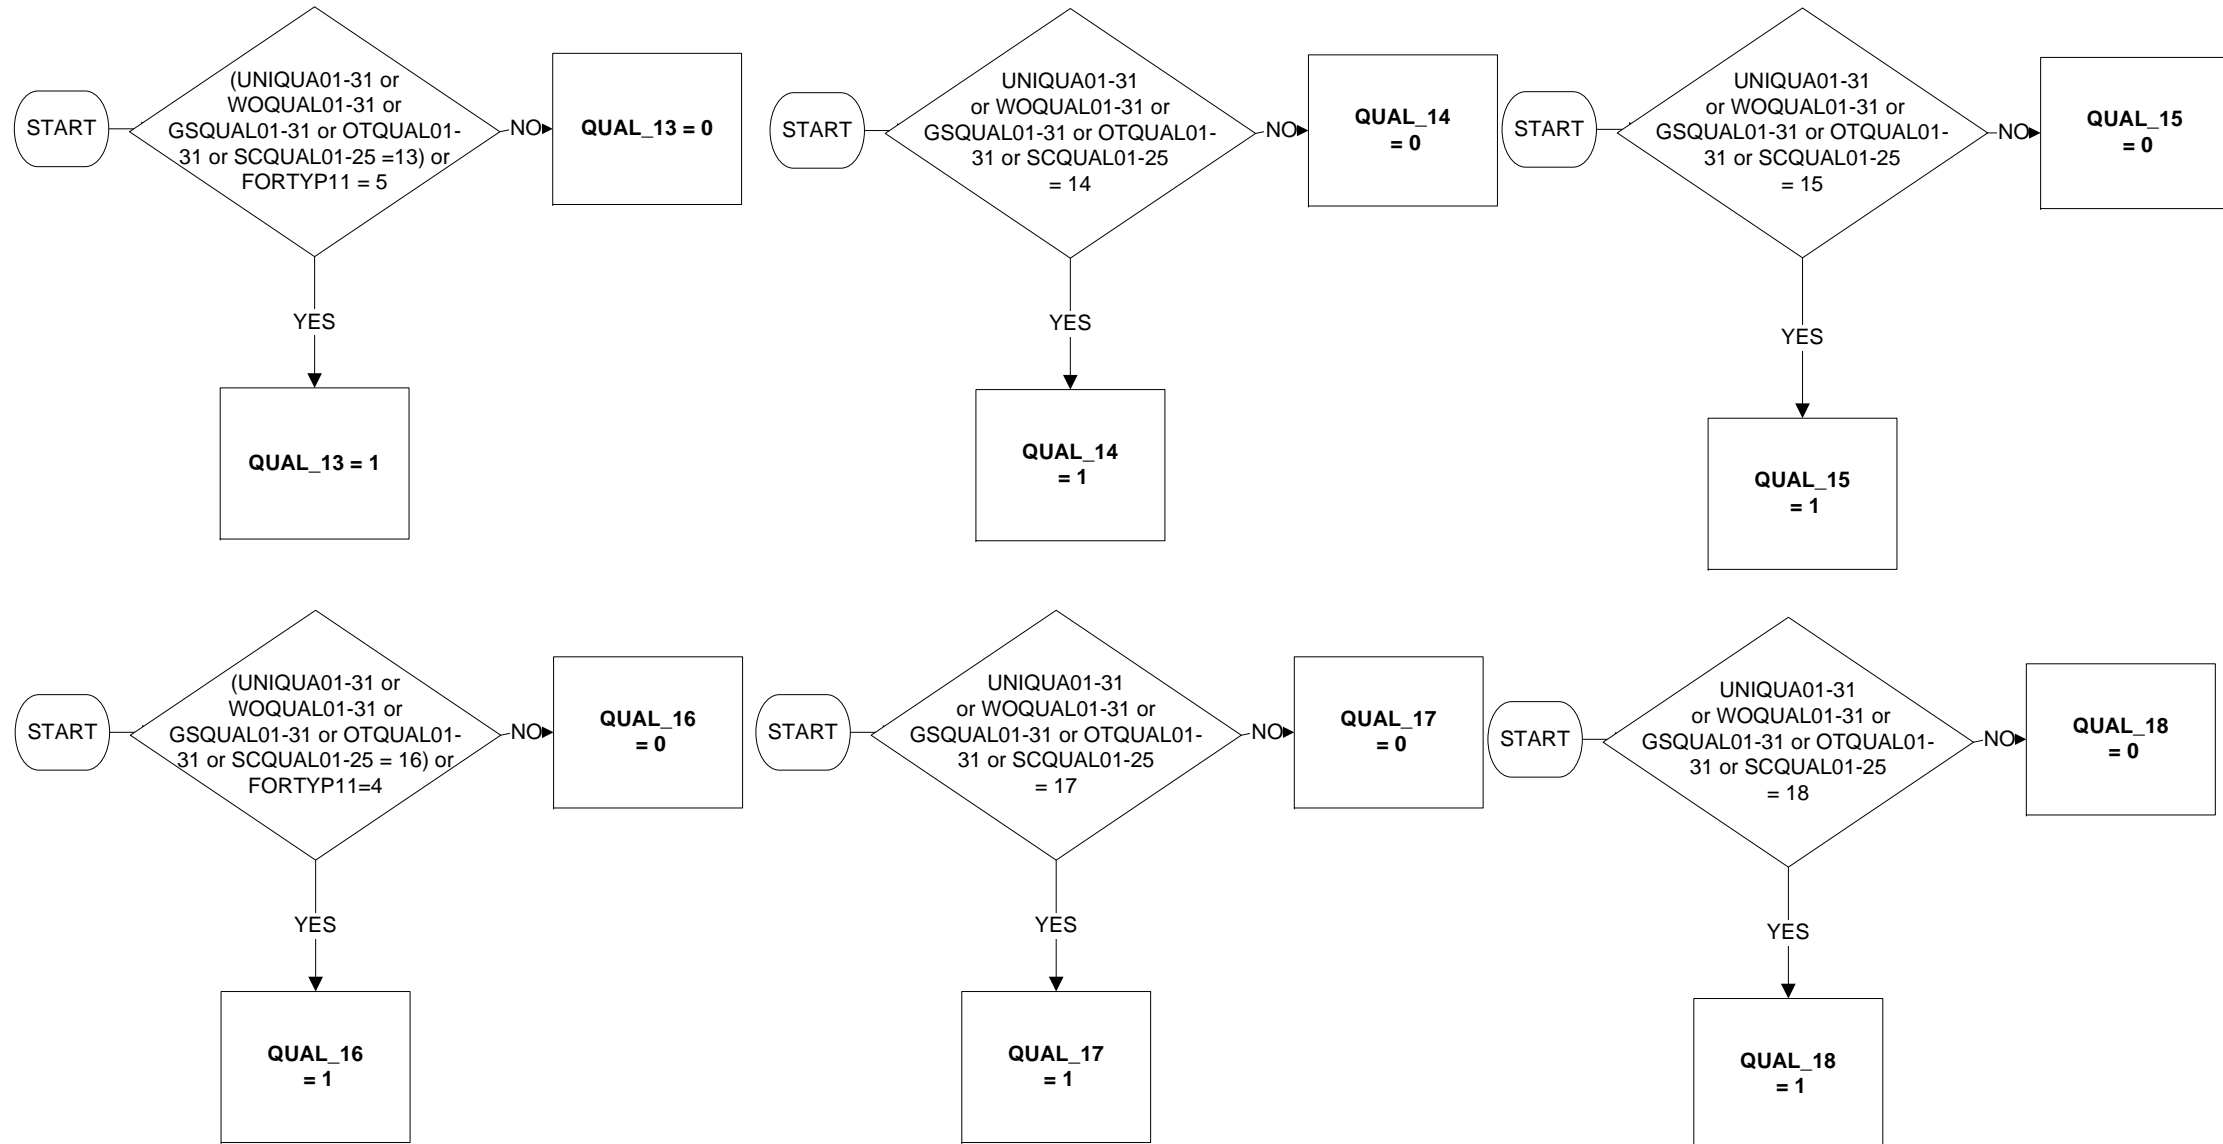 START
(UNIQUA01-31 or
WOQUAL01-31 or
GSQUAL01-31 or OTQUAL01-
31 or SCQUAL01-25 =13) or
FORTYP11 = 5
NO
QUAL_13 = 0
YES
QUAL_13 = 1
START
UNIQUA01-31
or WOQUAL01-31 or
GSQUAL01-31 or OTQUAL01-
31 or SCQUAL01-25
= 14
NO
QUAL_14
= 0
YES
QUAL_14
= 1
START
UNIQUA01-31
or WOQUAL01-31 or
GSQUAL01-31 or OTQUAL01-
31 or SCQUAL01-25
= 15
NO
QUAL_15
= 0
YES
QUAL_15
= 1
START
(UNIQUA01-31 or
WOQUAL01-31 or
GSQUAL01-31 or OTQUAL01-
31 or SCQUAL01-25 = 16) or
FORTYP11=4
NO
QUAL_16
= 0
YES
QUAL_16
= 1
START
UNIQUA01-31
or WOQUAL01-31 or
GSQUAL01-31 or OTQUAL01-
31 or SCQUAL01-25
= 17
NO
QUAL_17
= 0
YES
QUAL_17
= 1
START
UNIQUA01-31
or WOQUAL01-31 or
GSQUAL01-31 or OTQUAL01-
31 or SCQUAL01-25
= 18
NO
QUAL_18
= 0
YES
QUAL_18
= 1